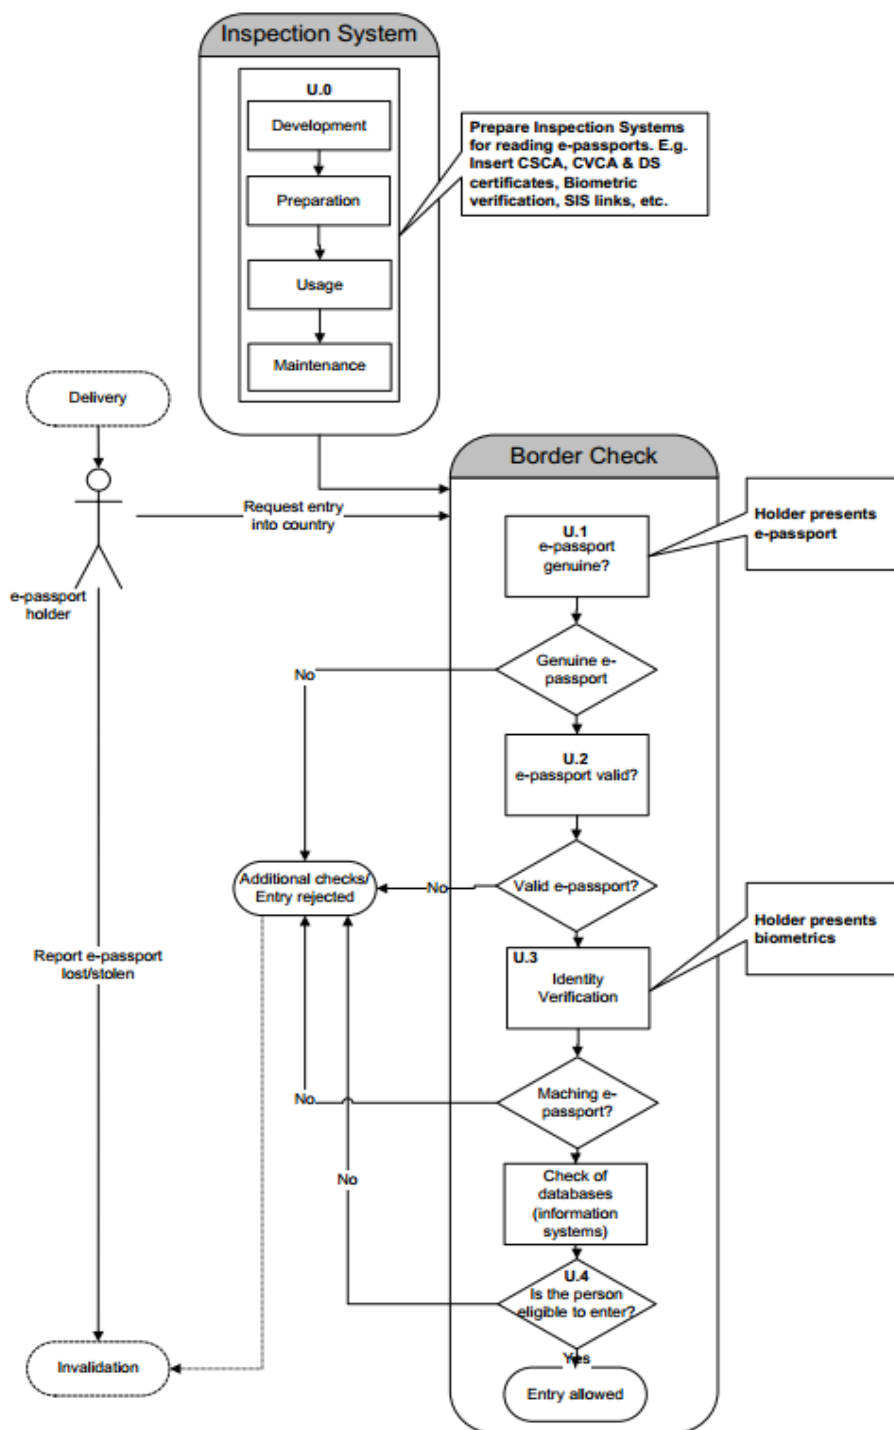 Inspection System
U.0
Development
Preparation
Usage
Maintenance
Prepare Inspection Systems
for reading e-passports. E.g.
Insert CSCA, CVCA & DS
certificates, Biometric
verification, SIS links, etc.
Delivery
e-passport
holder
Request entry
into country
Border Check
U.1
e-passport
genuine?
Holder presents
e-passport
Genuine e-
passport
No
U.2
e-passport valid?
Additional checks/
Entry rejected
No
Valid e-passport?
Holder presents
biometrics
Report e-passport
lost/stolen
U.3
Identity
Verification
No
Maching e-
passport?
No
Check of
databases
(information
systems)
U.4
Is the person
eligible to enter?
Yes
Invalidation
Entry allowed